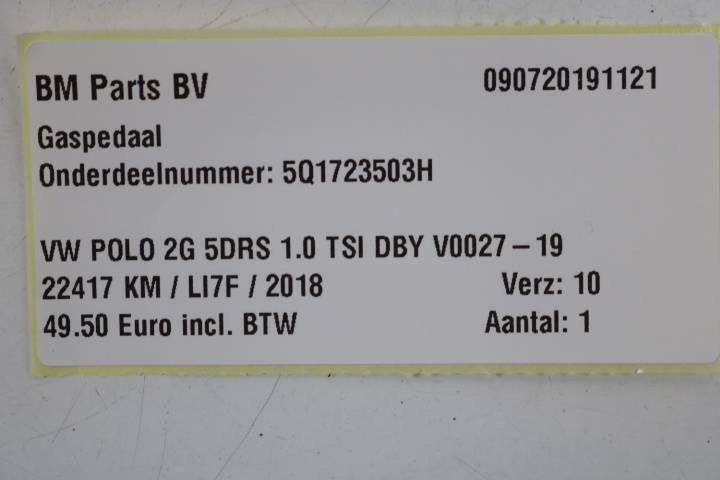 BM Parts BV 090720191121
Gaspedaal
Onderdeelnummer: 5Q1723503H
VW POLO 2G 5DRS 1.0 TSI DBY V0027 – 19
22417 KM / LI7F / 2018 Verz: 10
49.50 Euro incl. BTW Aantal: 1